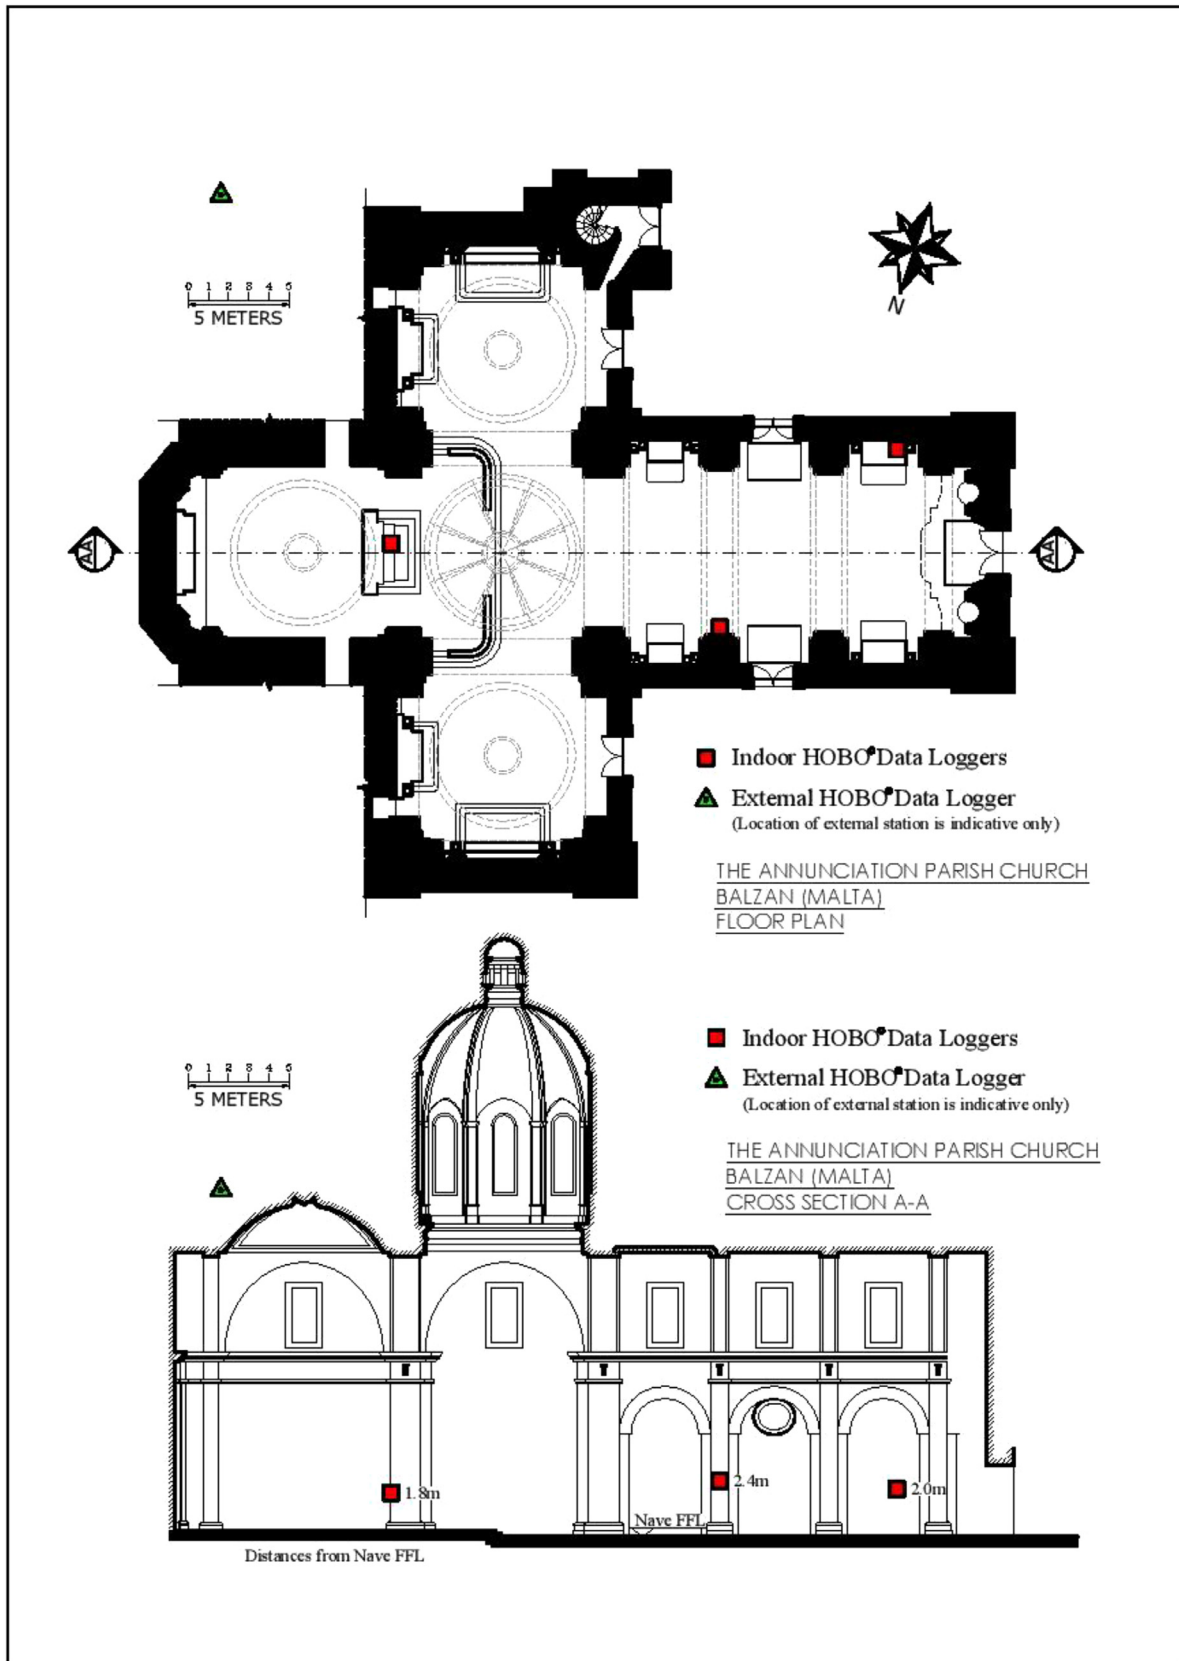 0 1 2 3 4 5
5 METERS
N
AA
AA
Indoor HOBO® Data Loggers
External HOBO® Data Logger
(Location of external station is indicative only)
THE ANNUNCIATION PARISH CHURCH
BALZAN (MALTA)
FLOOR PLAN
Indoor HOBO® Data Loggers
0 1 2 3 4 5
5 METERS
External HOBO® Data Logger
(Location of external station is indicative only)
THE ANNUNCIATION PARISH CHURCH
BALZAN (MALTA)
CROSS SECTION A-A
1.8m
2.4m
2.0m
Nave FFL
Distances from Nave FFL